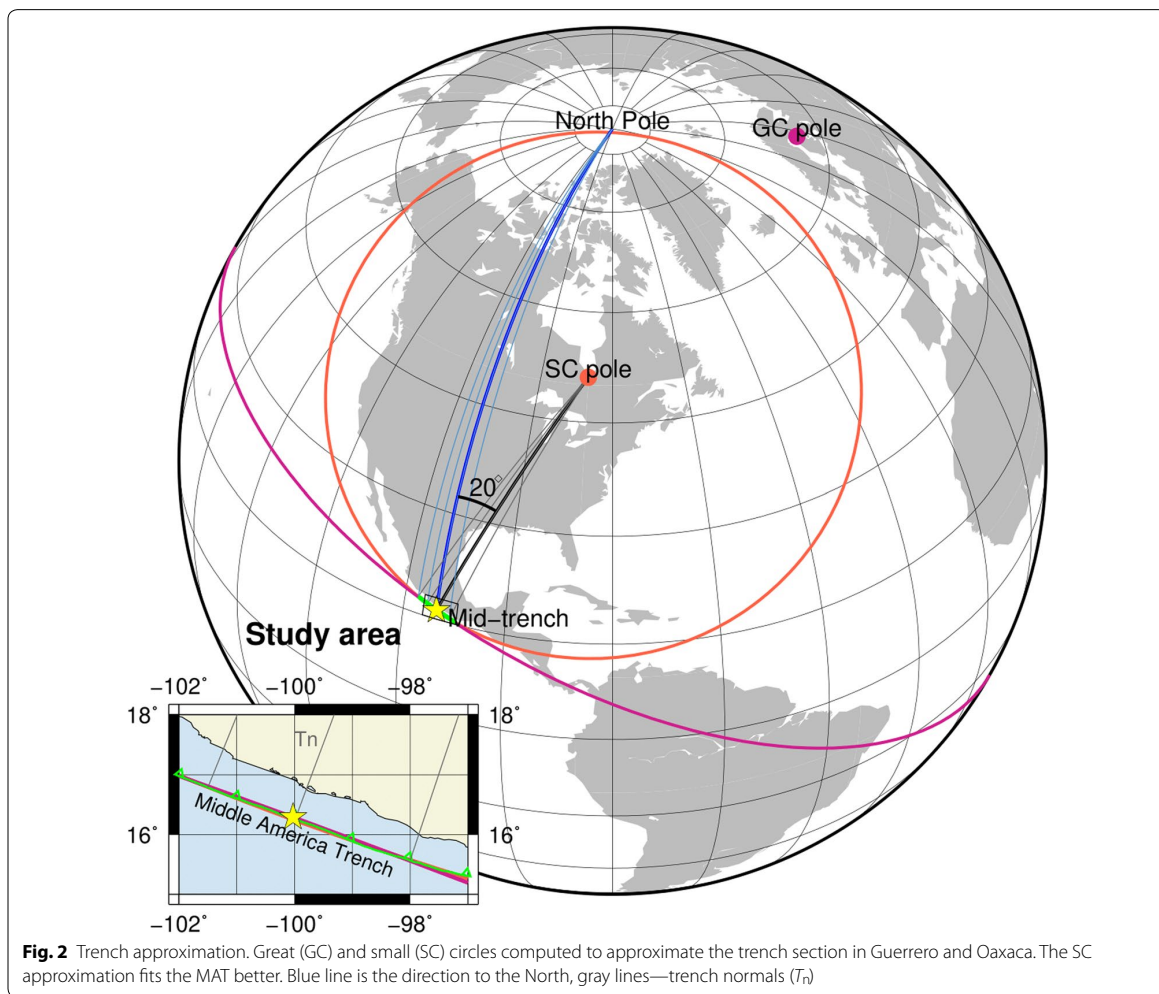 North Pole
GC pole
SC pole
20°
Mid-trench
Study area
-102° -100° -98°
18° 18°
Tn
Middle America Trench
16° 16°
-102° -100° -98°
Fig. 2 Trench approximation. Great (GC) and small (SC) circles computed to approximate the trench section in Guerrero and Oaxaca. The SC
approximation fits the MAT better. Blue line is the direction to the North, gray lines—trench normals (Tn)